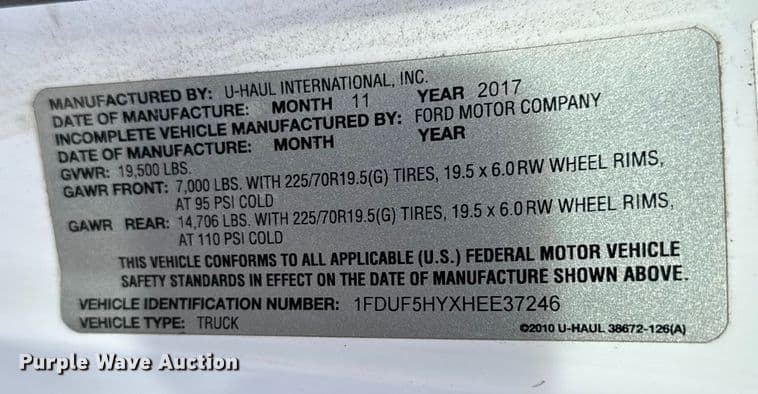 MANUFACTURED BY: U-HAUL INTERNATIONAL, INC.
DATE OF MANUFACTURE: MONTH 11 YEAR 2017
INCOMPLETE VEHICLE MANUFACTURED BY: FORD MOTOR COMPANY
DATE OF MANUFACTURE: MONTH YEAR
GVWR: 19,500 LBS.
GAWR FRONT: 7,000 LBS. WITH 225/70R19.5(G) TIRES, 19.5 x 6.0RW WHEEL RIMS,
AT 95 PSI COLD
GAWR REAR: 14,706 LBS. WITH 225/70R19.5(G) TIRES, 19.5 x 6.0RW WHEEL RIMS,
AT 110 PSI COLD
THIS VEHICLE CONFORMS TO ALL APPLICABLE (U.S.) FEDERAL MOTOR VEHICLE
SAFETY STANDARDS IN EFFECT ON THE DATE OF MANUFACTURE SHOWN ABOVE.
VEHICLE IDENTIFICATION NUMBER: 1FDUF5HYXHEE37246
VEHICLE TYPE: TRUCK
©2010 U-HAUL 38672-126(A)
Purple Wave Auction